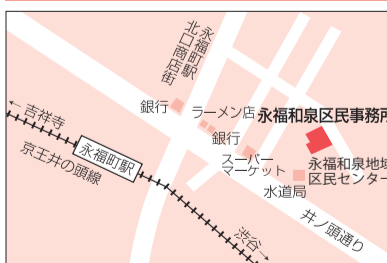 永福町駅
北口商店街
銀行
ラーメン店
永福和泉区民事務所
←吉祥寺
銀行
京王井の頭線
永福町駅
スーパー
マーケット
永福和泉地域
区民センター
水道局
井ノ頭通り
渋谷→